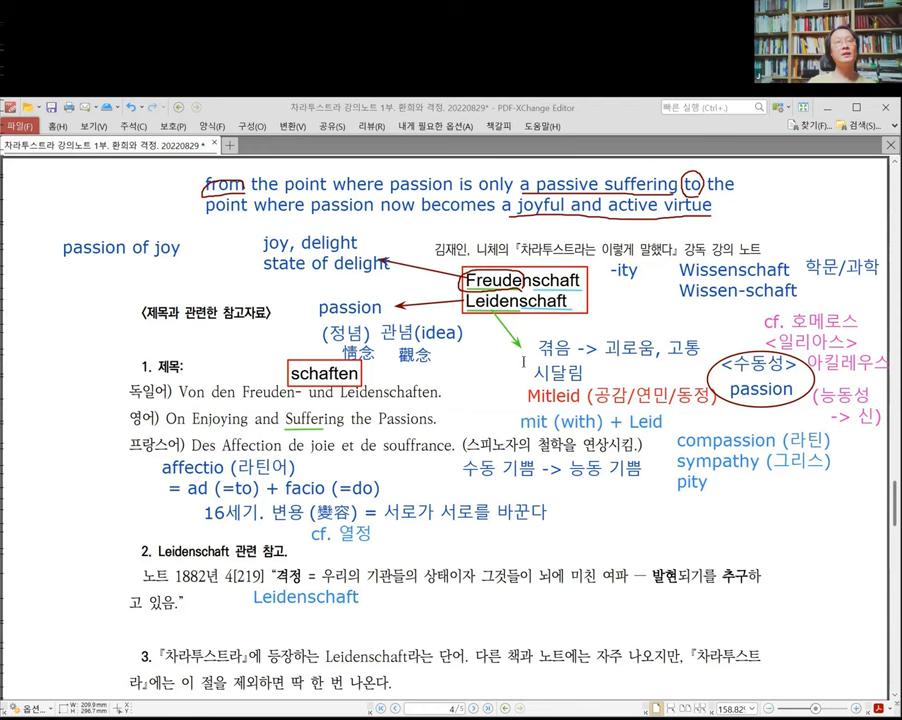 차라투스트라 강의노트 1부. 환희와 격정. 20220829* - PDF-XChange Editor
빠른 실행 (Ctrl+.)
파일(F) 홈(H) 보기(V) 주석(C) 보호(P) 양식(F) 구성(O) 변환(V) 공유(S) 리뷰(R) 내게 필요한 옵션(A) 책갈피 도움말(H)
찾기(F)... 검색(S)...
차라투스트라 강의노트 1부. 환희와 격정. 20220829 *
from the point where passion is only a passive suffering to the
point where passion now becomes a joyful and active virtue
passion of joy
joy, delight
state of delight
김재인, 니체의 『차라투스트라는 이렇게 말했다』 강독 강의 노트
Freudenschaft
Leidenschaft
-ity
Wissenschaft 학문/과학
Wissen-schaft
<제목과 관련한 참고자료>
passion
(정념) 관념(idea)
情念 觀念
cf. 호메로스
<일리아스>
아킬레우스
(능동성
-> 신)
겪음 -> 괴로움, 고통
시달림
<수동성>
passion
1. 제목:
schaften
독일어) Von den Freuden- und Leidenschaften.
Mitleid (공감/연민/동정)
영어) On Enjoying and Suffering the Passions.
mit (with) + Leid
프랑스어) Des Affection de joie et de souffrance. (스피노자의 철학을 연상시킴.)
compassion (라틴)
sympathy (그리스)
pity
affectio (라틴어)
= ad (=to) + facio (=do)
수동 기쁨 -> 능동 기쁨
16세기. 변용 (變容) = 서로가 서로를 바꾼다
cf. 열정
2. Leidenschaft 관련 참고.
노트 1882년 4[219] “격정 = 우리의 기관들의 상태이자 그것들이 뇌에 미친 여파 — 발현되기를 추구하
고 있음.”
Leidenschaft
3. 『차라투스트라』에 등장하는 Leidenschaft라는 단어. 다른 책과 노트에는 자주 나오지만, 『차라투스트
라』에는 이 절을 제외하면 딱 한 번 나온다.
옵션...
W: 209.9mm
H: 296.7mm
X:
Y:
4/5
158.82%